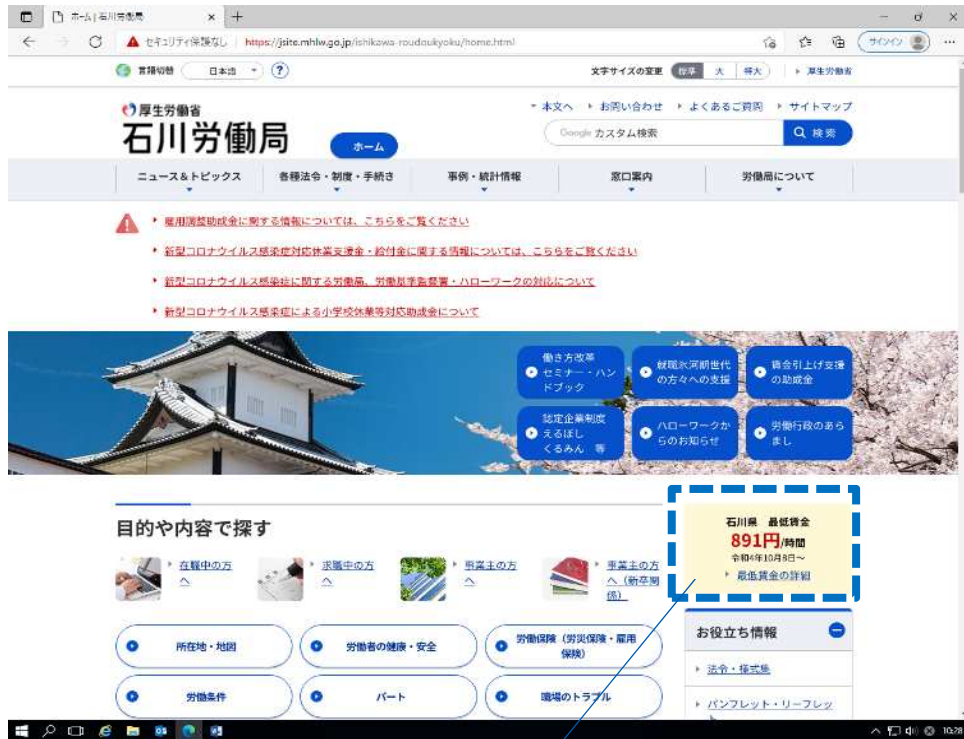 ホーム | 石川労働局
セキュリティ保護なし
https://jsite.mhlw.go.jp/ishikawa-roudoukyoku/home.html
サインイン
言語切替
日本語
?
文字サイズの変更 標準 大 特大
厚生労働省
厚生労働省
石川労働局
ホーム
本文へ お問い合わせ よくあるご質問 サイトマップ
Google カスタム検索
検索
ニュース&トピックス 各種法令・制度・手続き 事例・統計情報 窓口案内 労働局について
雇用調整助成金に関する情報については、こちらをご覧ください
新型コロナウイルス感染症対応休業支援金・給付金に関する情報については、こちらをご覧ください
新型コロナウイルス感染症に関する労働局、労働基準監督署・ハローワークの対応について
新型コロナウイルス感染症による小学校休業等対応助成金について
働き方改革
セミナー・ハン
ドブック
就職氷河期世代
の方々への支援
賃金引上げ支援
の助成金
認定企業制度
えるぼし
くるみん 等
ハローワークか
らのお知らせ
労働行政のあら
まし
目的や内容で探す
在職中の方
へ
求職中の方
へ
事業主の方
へ
事業主の方
へ（新卒関
係）
石川県 最低賃金
891円/時間
令和4年10月8日～
最低賃金の詳細
所在地・地図
労働者の健康・安全
労働保険（労災保険・雇用
保険）
労働条件
パート
職場のトラブル
お役立ち情報
法令・様式集
パンフレット・リーフレッ
10:28